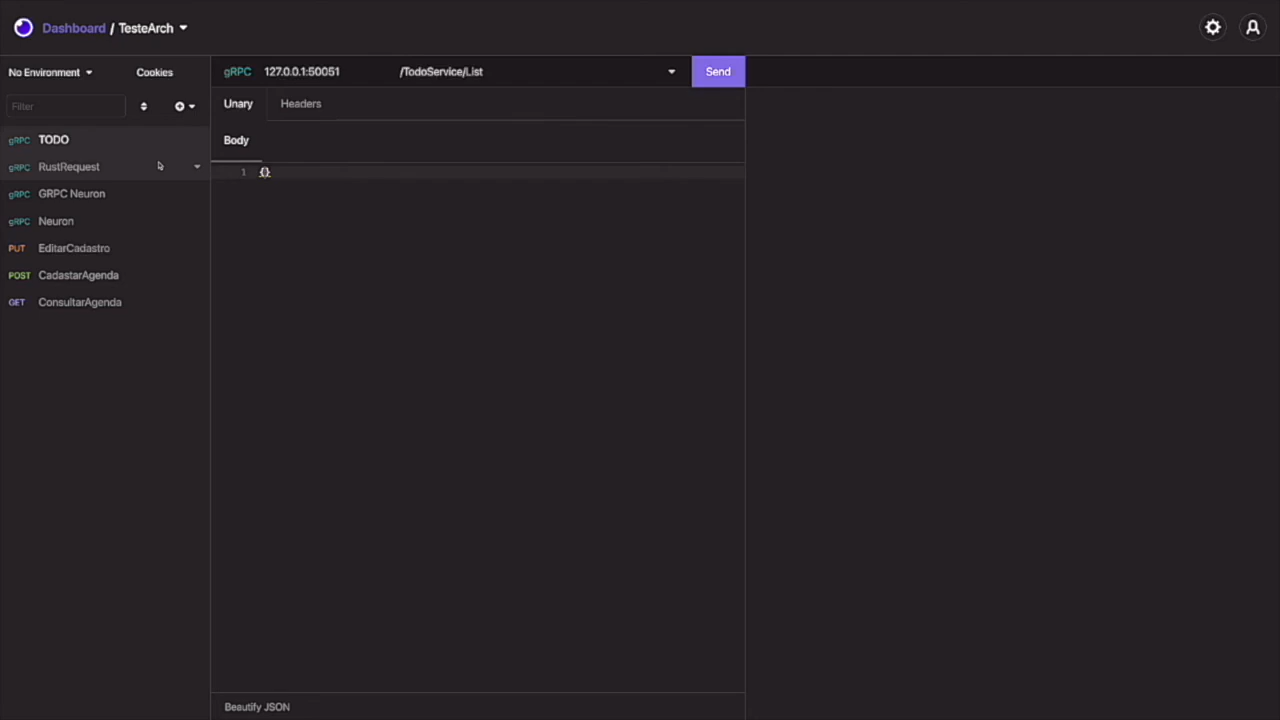 Dashboard / TesteArch
No Environment
Cookies
Filter
gRPC TODO
gRPC RustRequest
gRPC GRPC Neuron
gRPC Neuron
PUT EditarCadastro
POST CadastarAgenda
GET ConsultarAgenda
gRPC 127.0.0.1:50051 /TodoService/List
Send
Unary Headers
Body
1 {}
Beautify JSON